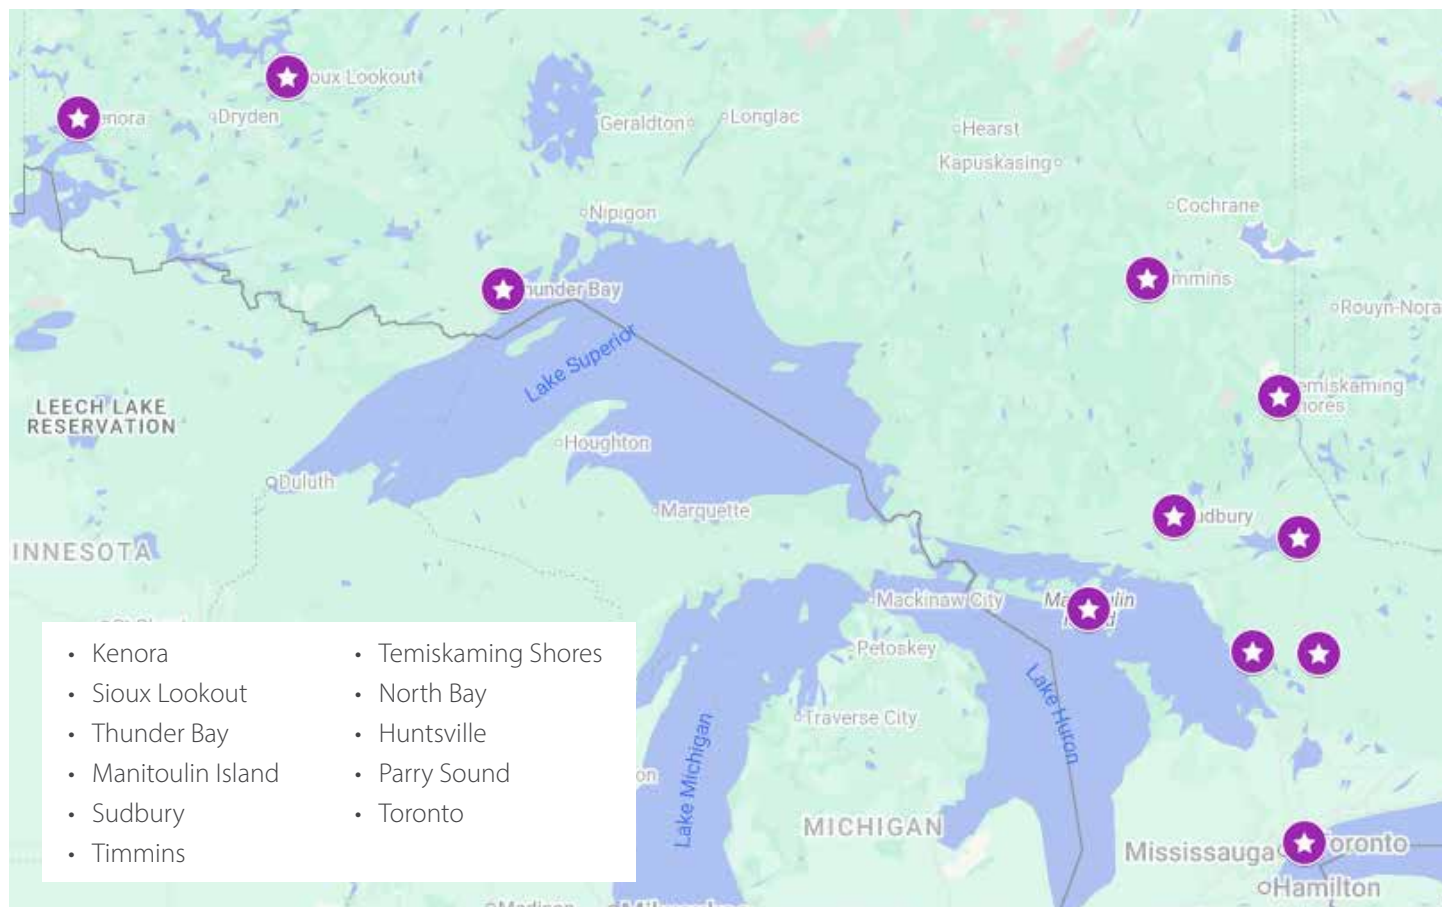 oux Lookout
enora
Dryden
Geraldton
Longlac
Hearst
Kapuskasing
Nipigon
Cochrane
hunder Bay
mmins
Rouyn-Nora
Lake Superior
emiskaming
hores
LEECH LAKE
RESERVATION
Houghton
Duluth
Marquette
udbury
INNESOTA
Mackinaw City
Petoskey
Lake Huron
Traverse City
Lake Michigan
on
MICHIGAN
Mississauga
oronto
Hamilton
• Kenora
• Sioux Lookout
• Thunder Bay
• Manitoulin Island
• Sudbury
• Timmins
• Temiskaming Shores
• North Bay
• Huntsville
• Parry Sound
• Toronto